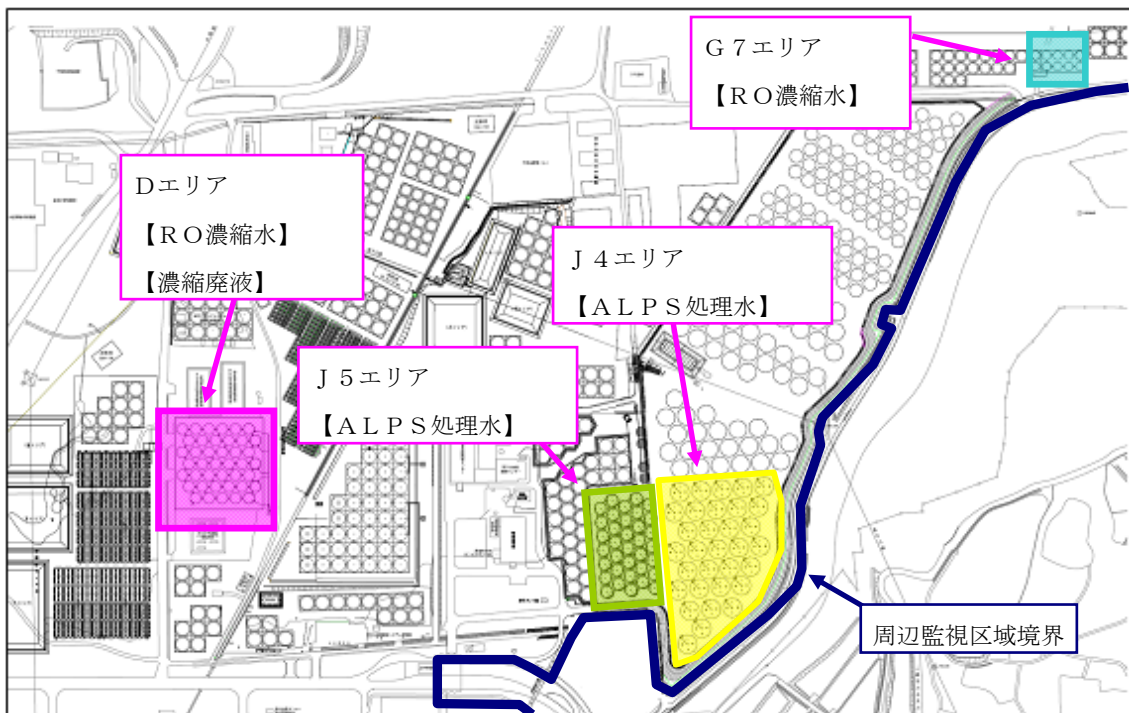 G7エリア
【RO濃縮水】
Dエリア
【RO濃縮水】
【濃縮廃液】
J4エリア
【ALPS処理水】
J5エリア
【ALPS処理水】
周辺監視区域境界